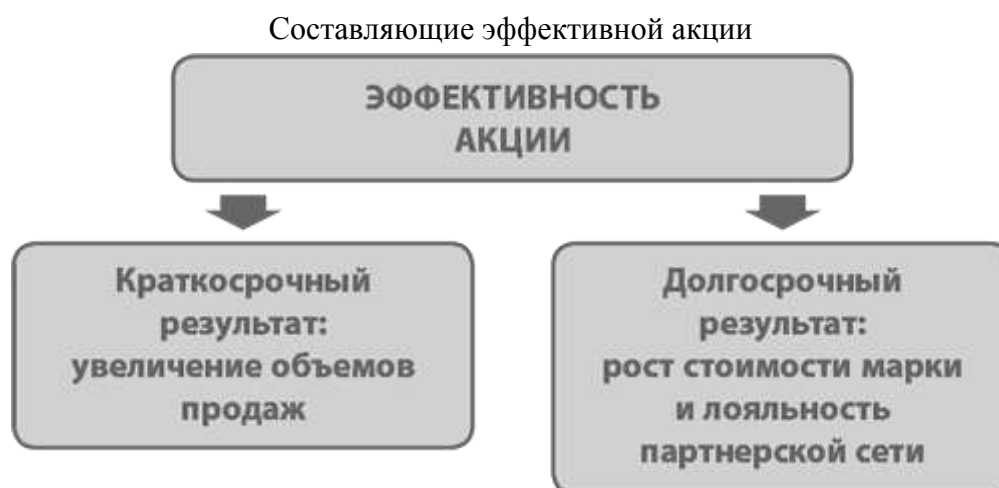 Составляющие эффективной акции
ЭФФЕКТИВНОСТЬ
АКЦИИ
Краткосрочный
результат:
увеличение объемов
продаж
Долгосрочный
результат:
рост стоимости марки
и лояльность
партнерской сети